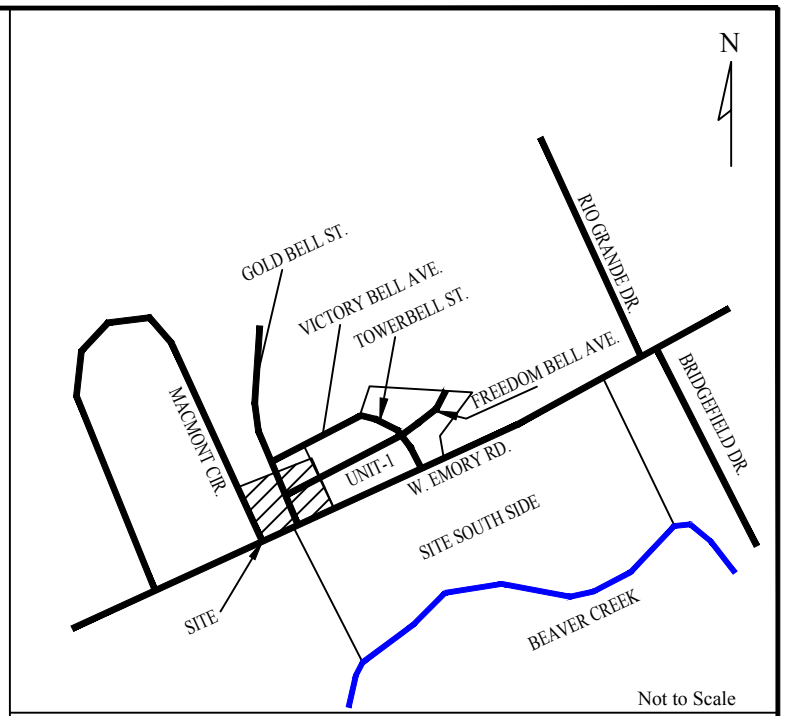 N
RIO GRANDE DR.
GOLD BELL ST.
VICTORY BELL AVE.
TOWERBELL ST.
FREEDOM BELL AVE.
BRIDGEFIELD DR.
MACMONT CIR.
UNIT-1
W. EMORY RD.
SITE SOUTH SIDE
SITE
BEAVER CREEK
Not to Scale